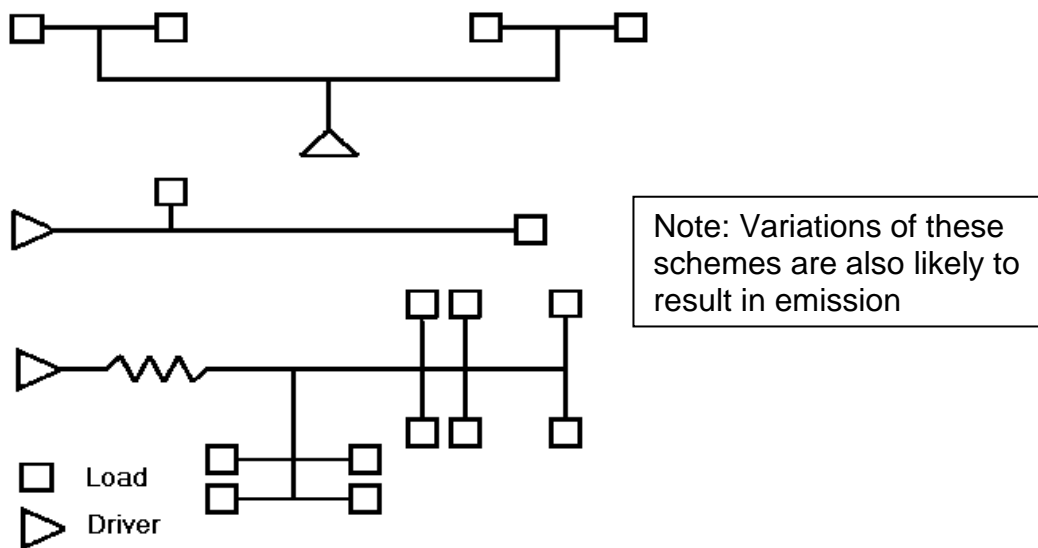 Note: Variations of these
schemes are also likely to
result in emission
Load
Driver